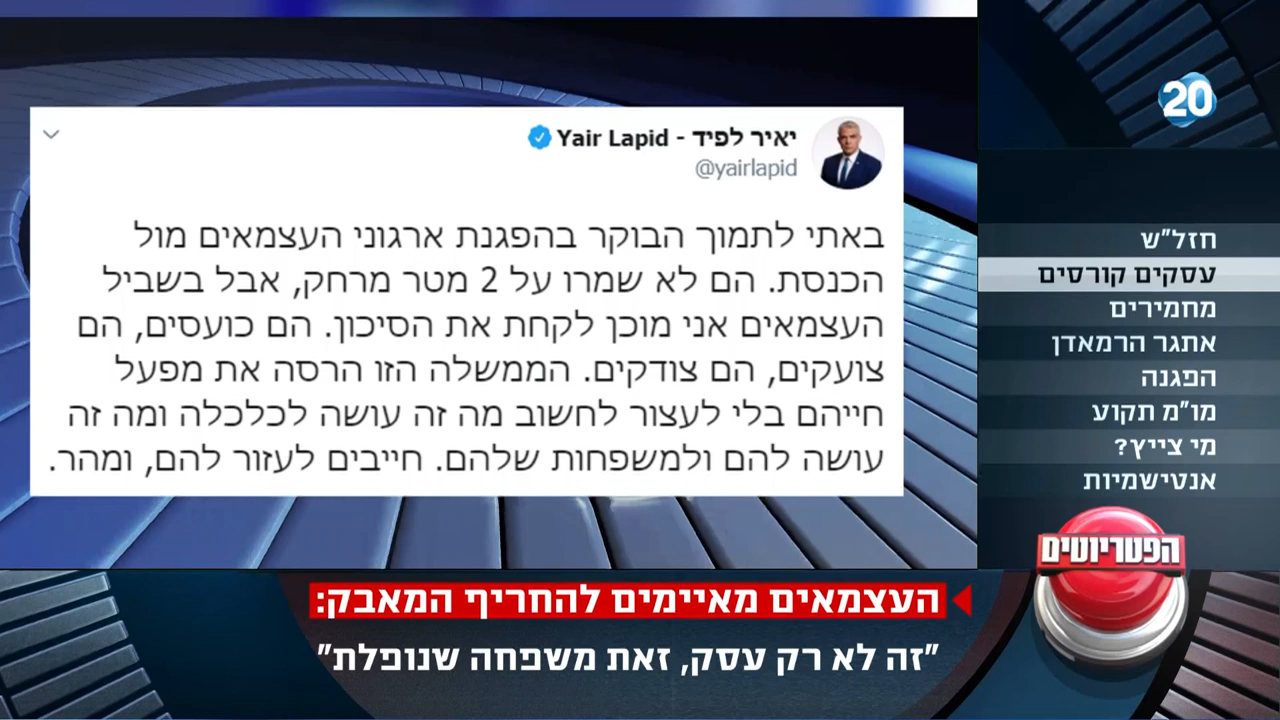 יאיר לפיד - Yair Lapid
@yairlapid
באתי לתמוך הבוקר בהפגנת ארגוני העצמאים מול
הכנסת. הם לא שמרו על 2 מטר מרחק, אבל בשביל
העצמאים אני מוכן לקחת את הסיכון. הם כועסים, הם
צועקים, הם צודקים. הממשלה הזו הרסה את מפעל
חייהם בלי לעצור לחשוב מה זה עושה לכלכלה ומה זה
עושה להם ולמשפחות שלהם. חייבים לעזור להם, ומהר.
20
חזל"ש
עסקים קורסים
מחמירים
אתגר הרמאדן
הפגנה
מו"מ תקוע
מי צייץ?
אנטישמיות
הפטריוטים
העצמאים מאיימים להחריף המאבק:
"זה לא רק עסק, זאת משפחה שנופלת"